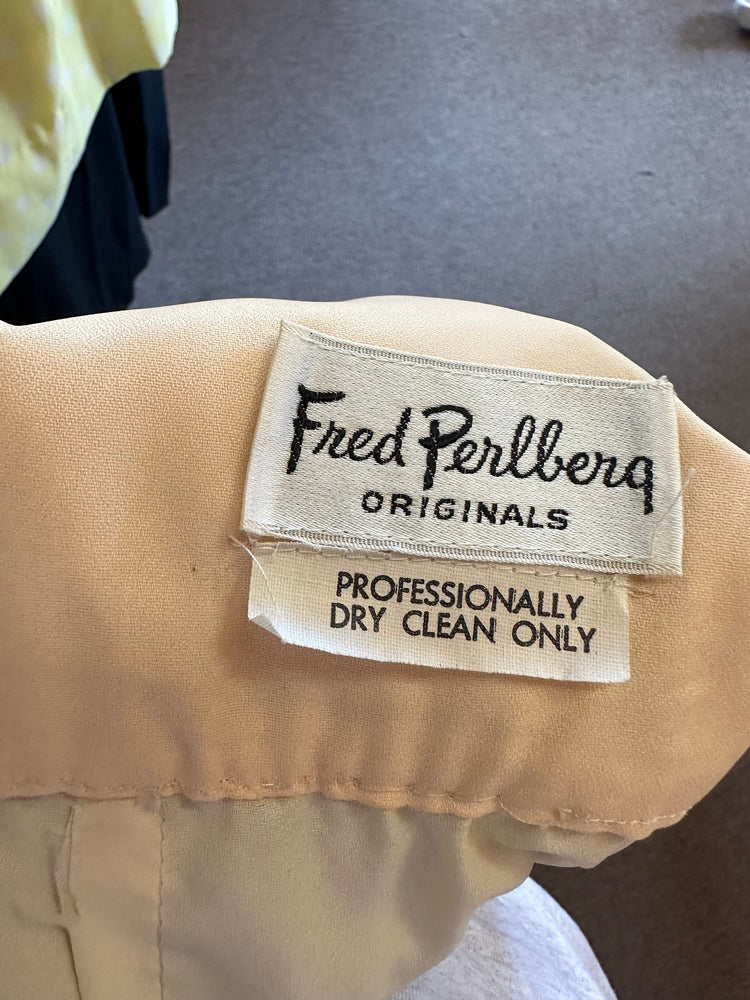 Fred Perlberg
ORIGINALS
PROFESSIONALLY
DRY CLEAN ONLY